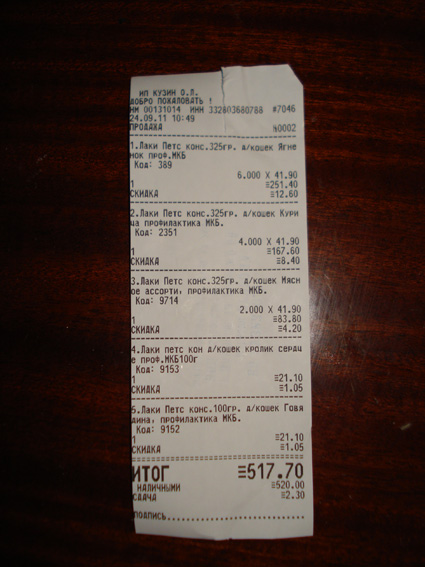 ИП КУЗИН О.Л.
ДОБРО ПОЖАЛОВАТЬ !
НМ 00131014 ИНН 332803680788 #7046
24.09.11 10:49
ПРОДАЖА №0002
1.Лаки Петс конс.325гр. д/кошек Ягне
нок проф.МКБ
Код: 389
6.000 X 41.90
1 ≡251.40
СКИДКА ≡12.60
2.Лаки Петс конс.325гр. д/кошек Кури
ца профилактика МКБ.
Код: 2351
4.000 X 41.90
1 ≡167.60
СКИДКА ≡8.40
3.Лаки Петс конс.325гр. д/кошек Мясн
ое ассорти, профилактика МКБ.
Код: 9714
2.000 X 41.90
1 ≡83.80
СКИДКА ≡4.20
4.Лаки петс кон д/кошек кролик сердц
е проф.МКБ100г
Код: 9153
1 ≡21.10
СКИДКА ≡1.05
5.Лаки Петс конс.100гр. д/кошек Говя
дина, профилактика МКБ.
Код: 9152
1 ≡21.10
СКИДКА ≡1.05
ИТОГ ≡517.70
НАЛИЧНЫМИ ≡520.00
СДАЧА ≡2.30
ПОДПИСЬ